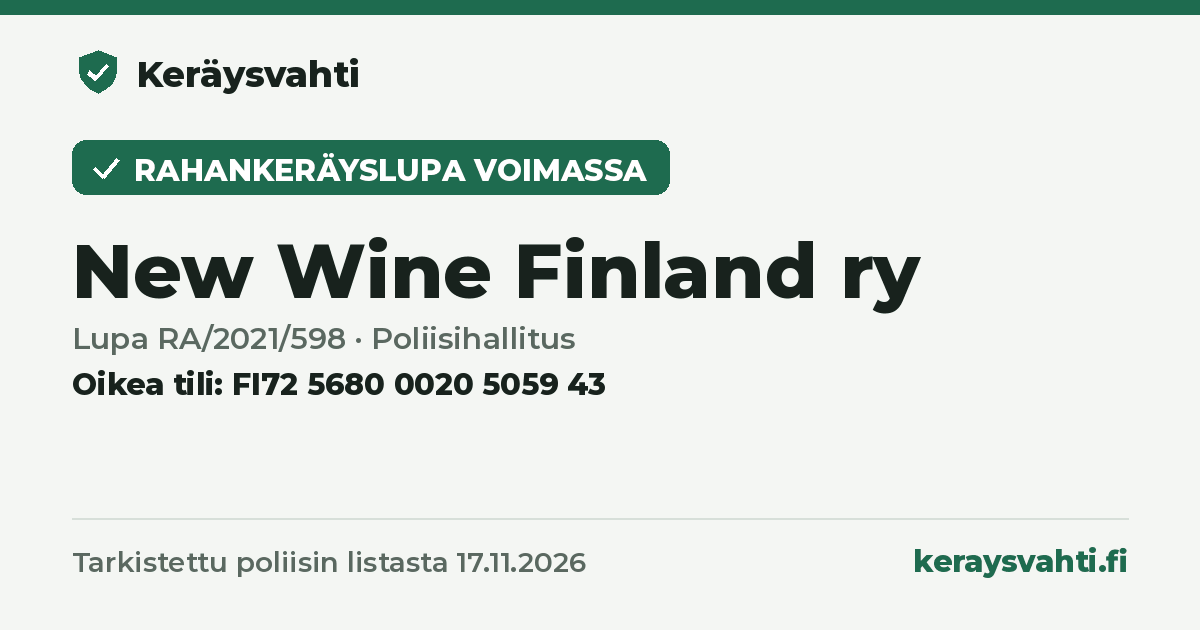 Keräysvahti
RAHANKERÄYSLUPA VOIMASSA
New Wine Finland ry
Lupa RA/2021/598 · Poliisihallitus
Oikea tili: FI72 5680 0020 5059 43
Tarkistettu poliisin listasta 17.11.2026
keraysvahti.fi